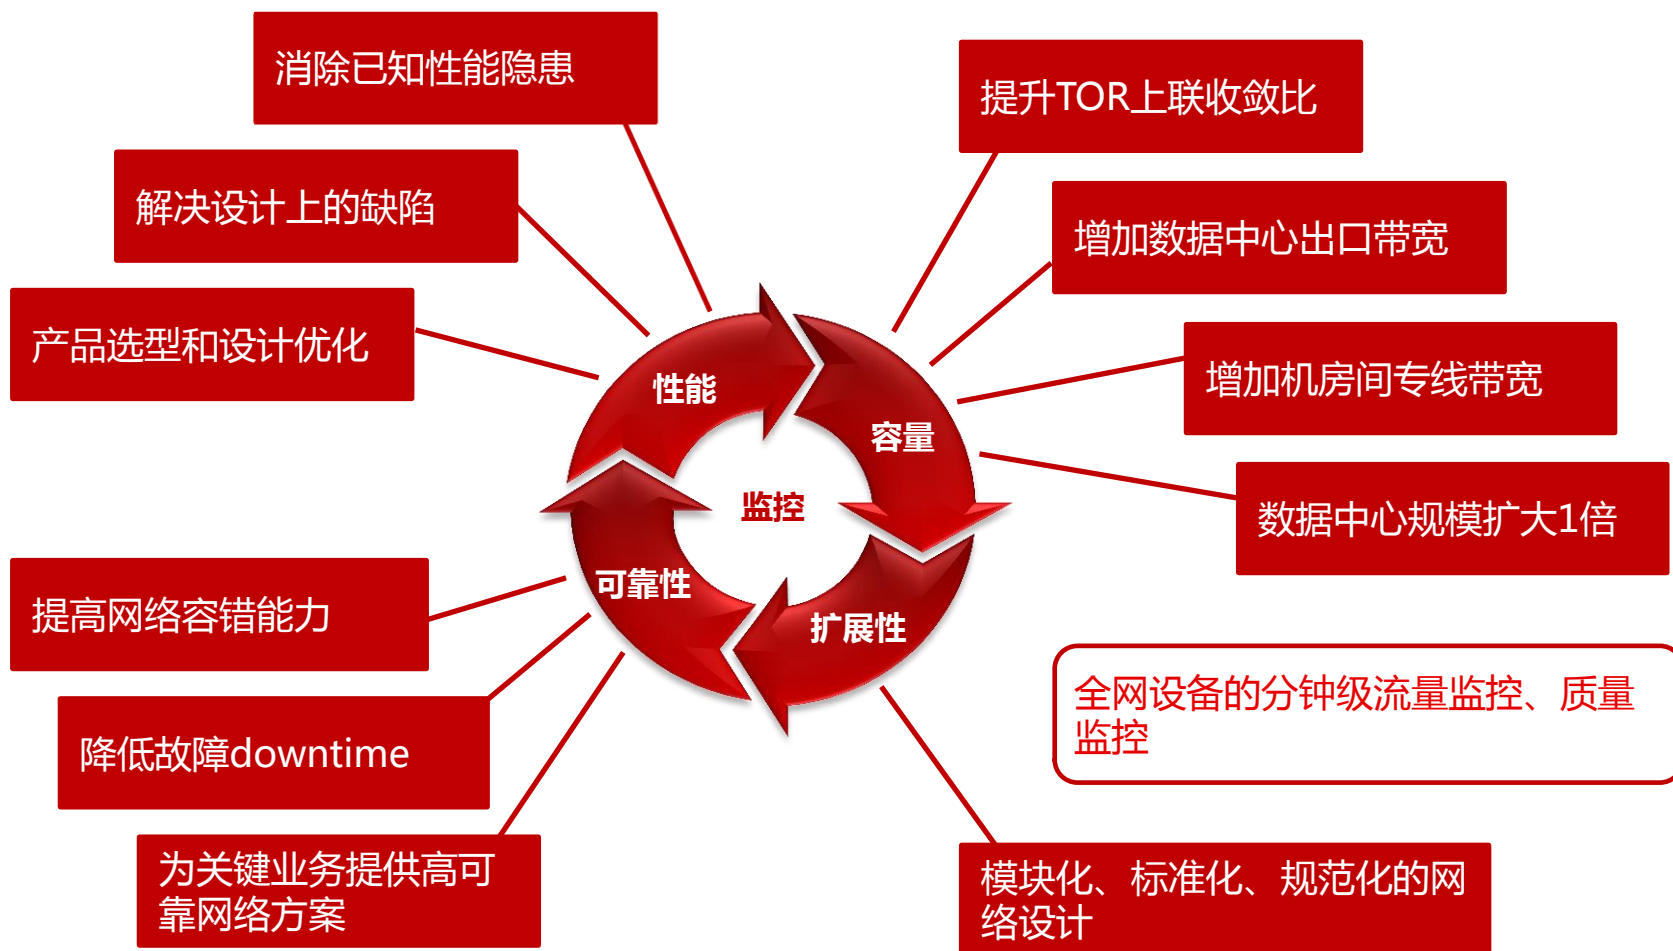 消除已知性能隐患
解决设计上的缺陷
产品选型和设计优化
提升TOR上联收敛比
增加数据中心出口带宽
增加机房间专线带宽
数据中心规模扩大1倍
性能
容量
监控
可靠性
扩展性
提高网络容错能力
降低故障downtime
为关键业务提供高可
靠网络方案
全网设备的分钟级流量监控、质量
监控
模块化、标准化、规范化的网
络设计